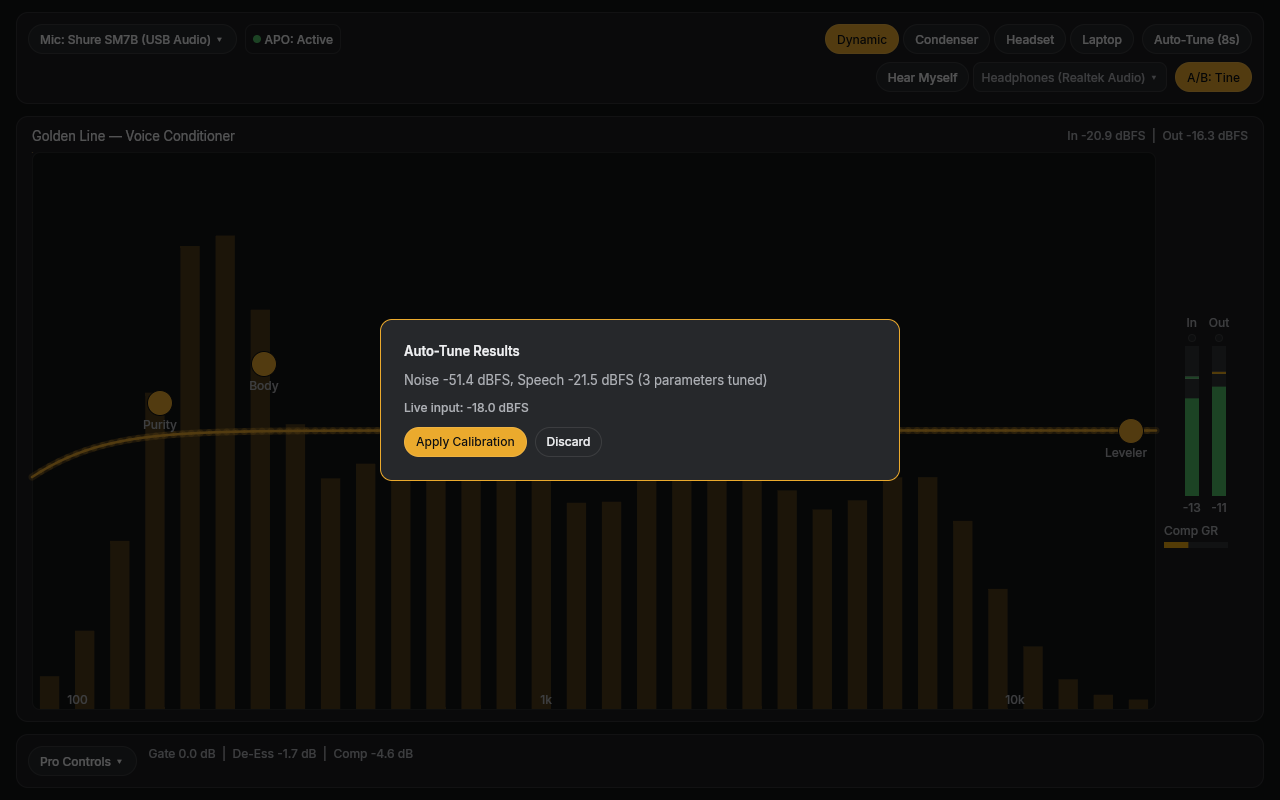 Mic: Shure SM7B (USB Audio) ▾
APO: Active
Dynamic
Condenser
Headset
Laptop
Auto-Tune (8s)
Hear Myself
Headphones (Realtek Audio) ▾
A/B: Tine
Golden Line — Voice Conditioner
In -20.9 dBFS | Out -16.3 dBFS
Body
Purity
Leveler
Auto-Tune Results
Noise -51.4 dBFS, Speech -21.5 dBFS (3 parameters tuned)
Live input: -18.0 dBFS
Apply Calibration
Discard
In Out
-13 -11
Comp GR
100
1k
10k
Pro Controls ▾
Gate 0.0 dB | De-Ess -1.7 dB | Comp -4.6 dB